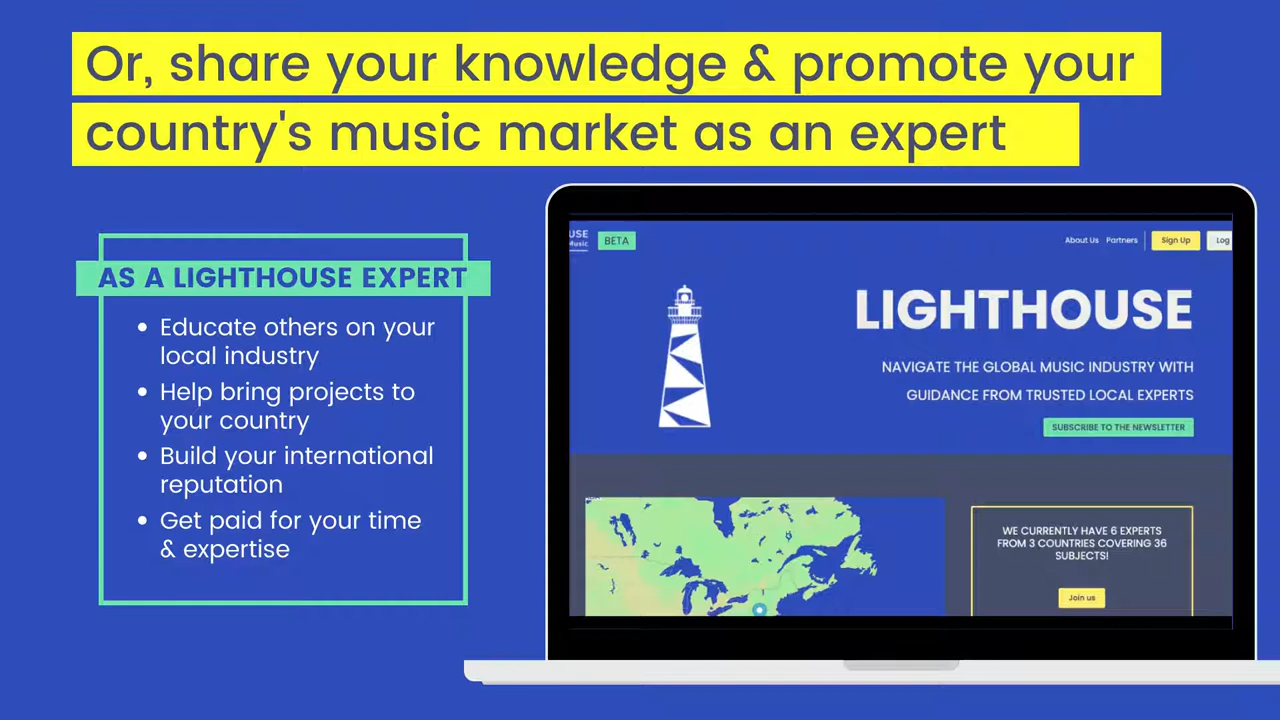 Or, share your knowledge & promote your
country's music market as an expert
AS A LIGHTHOUSE EXPERT
• Educate others on your
local industry
• Help bring projects to
your country
• Build your international
reputation
• Get paid for your time
& expertise
USE
Music
BETA
About Us
Partners
Sign Up
Log
LIGHTHOUSE
NAVIGATE THE GLOBAL MUSIC INDUSTRY WITH
GUIDANCE FROM TRUSTED LOCAL EXPERTS
SUBSCRIBE TO THE NEWSLETTER
WE CURRENTLY HAVE 6 EXPERTS
FROM 3 COUNTRIES COVERING 36
SUBJECTS!
Join us